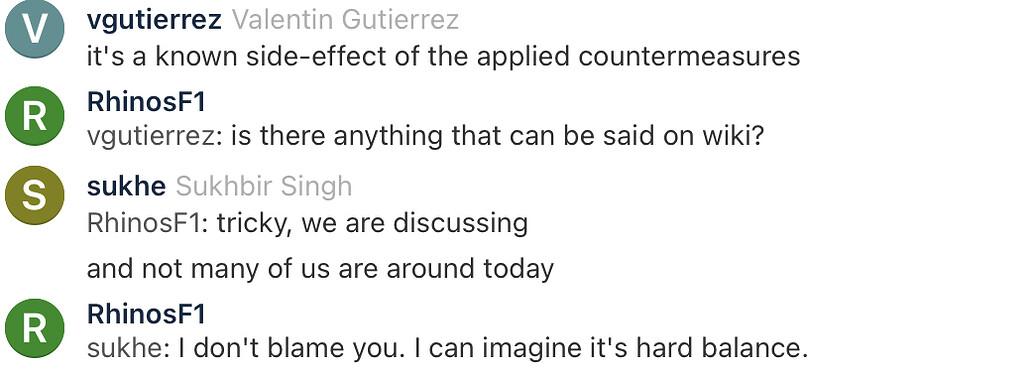 V
vgutierrez Valentin Gutierrez
it's a known side-effect of the applied countermeasures
R
RhinosF1
vgutierrez: is there anything that can be said on wiki?
S
sukhe Sukhbir Singh
RhinosF1: tricky, we are discussing
and not many of us are around today
R
RhinosF1
sukhe: I don't blame you. I can imagine it's hard balance.